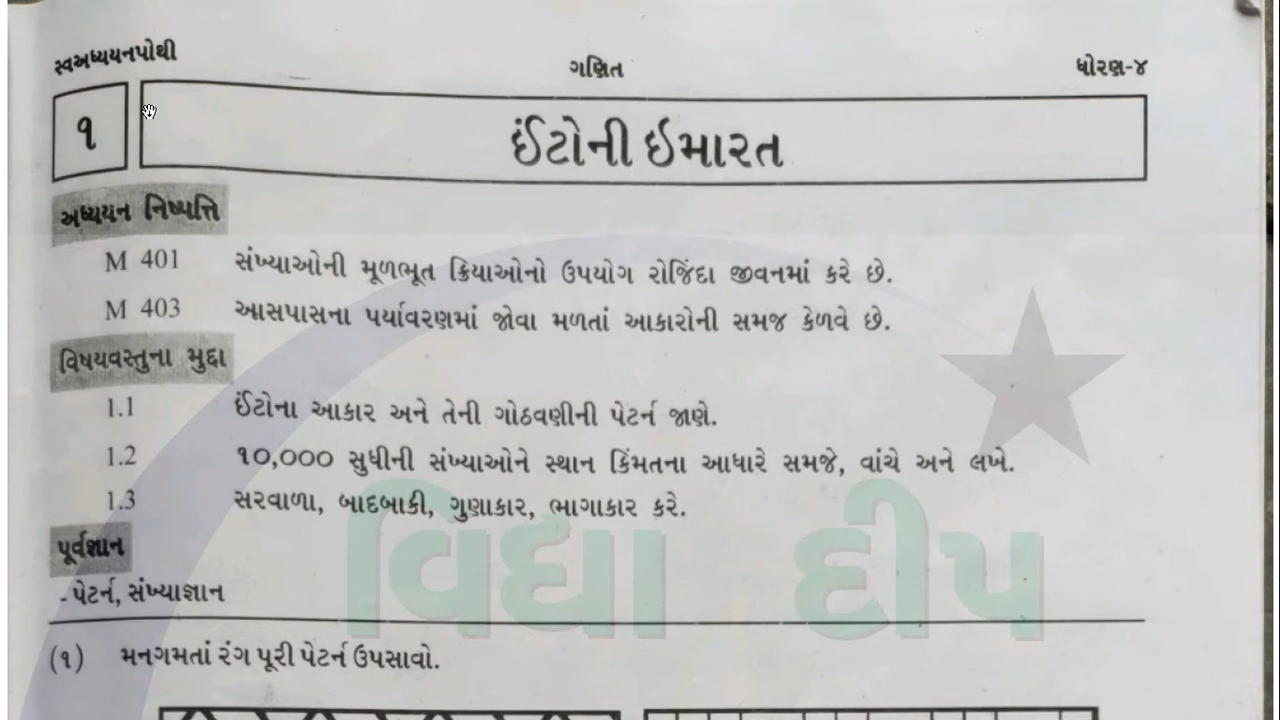 સ્વઅધ્યયનપોથી ગણિત ધોરણ-૪
૧ ઈંટોની ઇમારત
અધ્યયન નિષ્પત્તિ
M 401 સંખ્યાઓની મૂળભૂત ક્રિયાઓનો ઉપયોગ રોજિંદા જીવનમાં કરે છે.
M 403 આસપાસના પર્યાવરણમાં જોવા મળતાં આકારોની સમજ કેળવે છે.
વિષયવસ્તુના મુદ્દા
1.1 ઈંટોના આકાર અને તેની ગોઠવણીની પેટર્ન જાણે.
1.2 ૧૦,૦૦૦ સુધીની સંખ્યાઓને સ્થાન કિંમતના આધારે સમજે, વાંચે અને લખે.
1.3 સરવાળા, બાદબાકી, ગુણાકાર, ભાગાકાર કરે.
વિદ્યા દીપ
પૂર્વજ્ઞાન
- પેટર્ન, સંખ્યાજ્ઞાન
(૧) મનગમતાં રંગ પૂરી પેટર્ન ઉપસાવો.